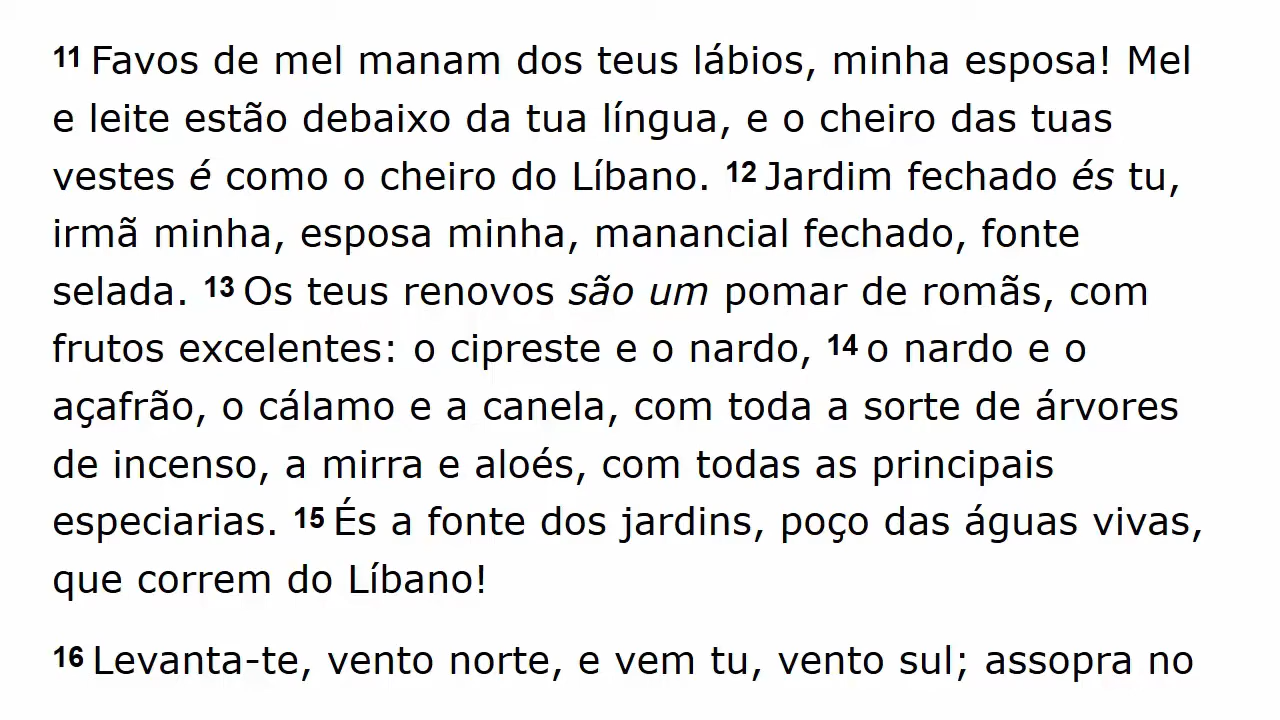 11 Favos de mel manam dos teus lábios, minha esposa! Mel
e leite estão debaixo da tua língua, e o cheiro das tuas
vestes é como o cheiro do Líbano. 12 Jardim fechado és tu,
irmã minha, esposa minha, manancial fechado, fonte
selada. 13 Os teus renovos são um pomar de romãs, com
frutos excelentes: o cipreste e o nardo, 14 o nardo e o
açafrão, o cálamo e a canela, com toda a sorte de árvores
de incenso, a mirra e aloés, com todas as principais
especiarias. 15 És a fonte dos jardins, poço das águas vivas,
que correm do Líbano!
16 Levanta-te, vento norte, e vem tu, vento sul; assopra no